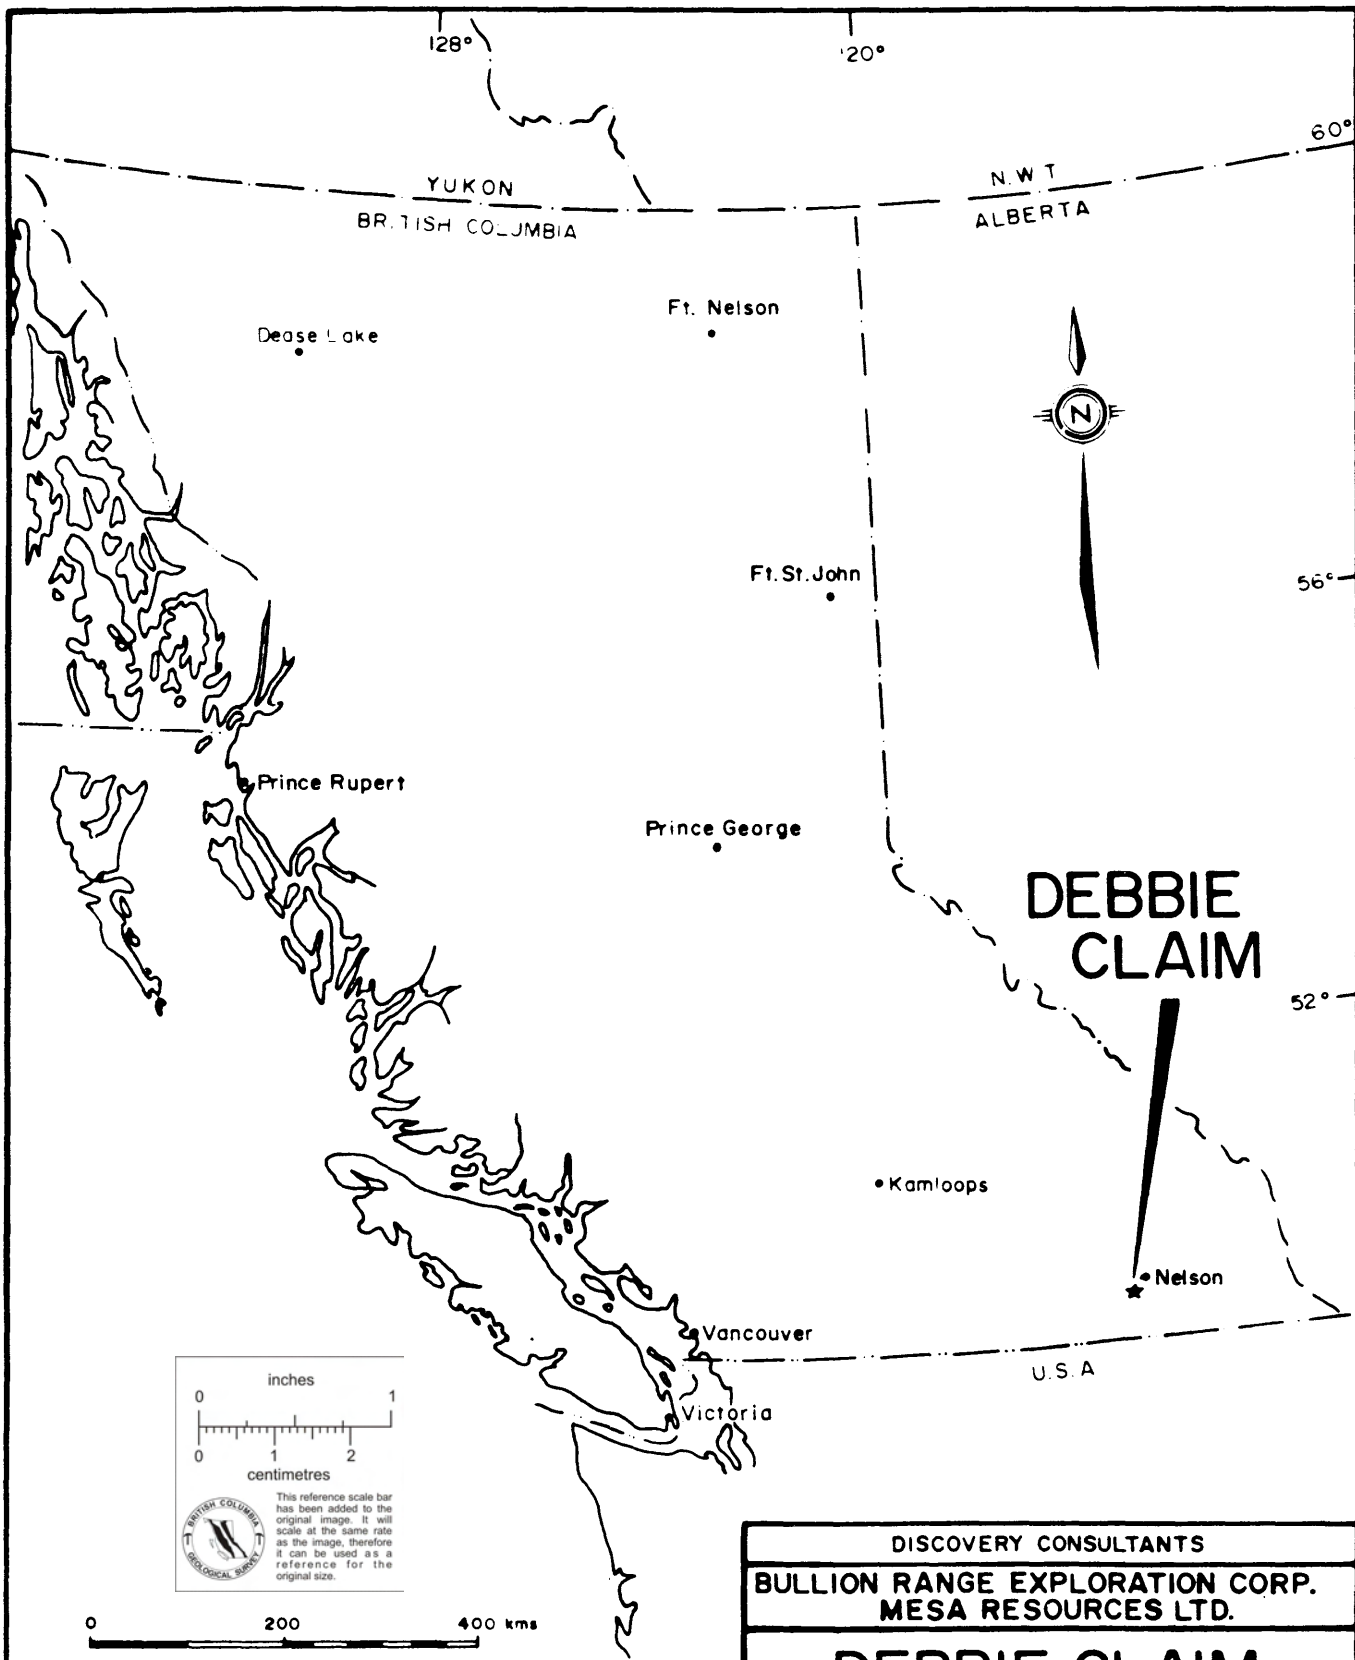 128°
120°
60°
YUKON
N.W.T
BRITISH COLUMBIA
ALBERTA
Ft. Nelson
Dease Lake
N
Ft.St.John
56°
Prince Rupert
Prince George
DEBBIE
CLAIM
52°
Kamloops
Nelson
Vancouver
U.S.A
Victoria
inches
0 1
0 1 2
centimetres
BRITISH COLUMBIA
GEOLOGICAL SURVEY
This reference scale bar
has been added to the
original image. It will
scale at the same rate
as the image, therefore
it can be used as a
reference for the
original size.
0 200 400 kms
DISCOVERY CONSULTANTS
BULLION RANGE EXPLORATION CORP.
MESA RESOURCES LTD.
DEBBIE CLAIM